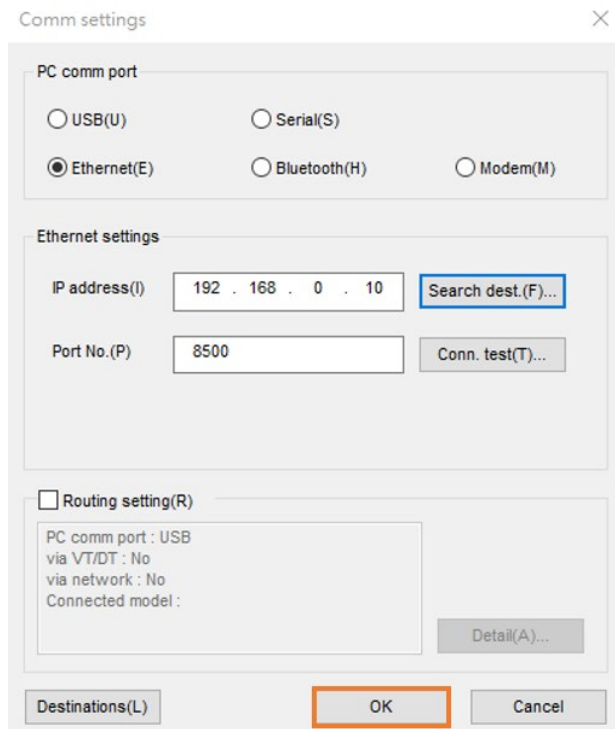 Comm settings
PC comm port
USB(U) Serial(S)
Ethernet(E) Bluetooth(H) Modem(M)
Ethernet settings
IP address(I) 192 . 168 . 0 . 10 Search dest.(F)...
Port No.(P) 8500 Conn. test(T)...
Routing setting(R)
PC comm port : USB
via VT/DT : No
via network : No
Connected model :
Detail(A)...
Destinations(L) OK Cancel